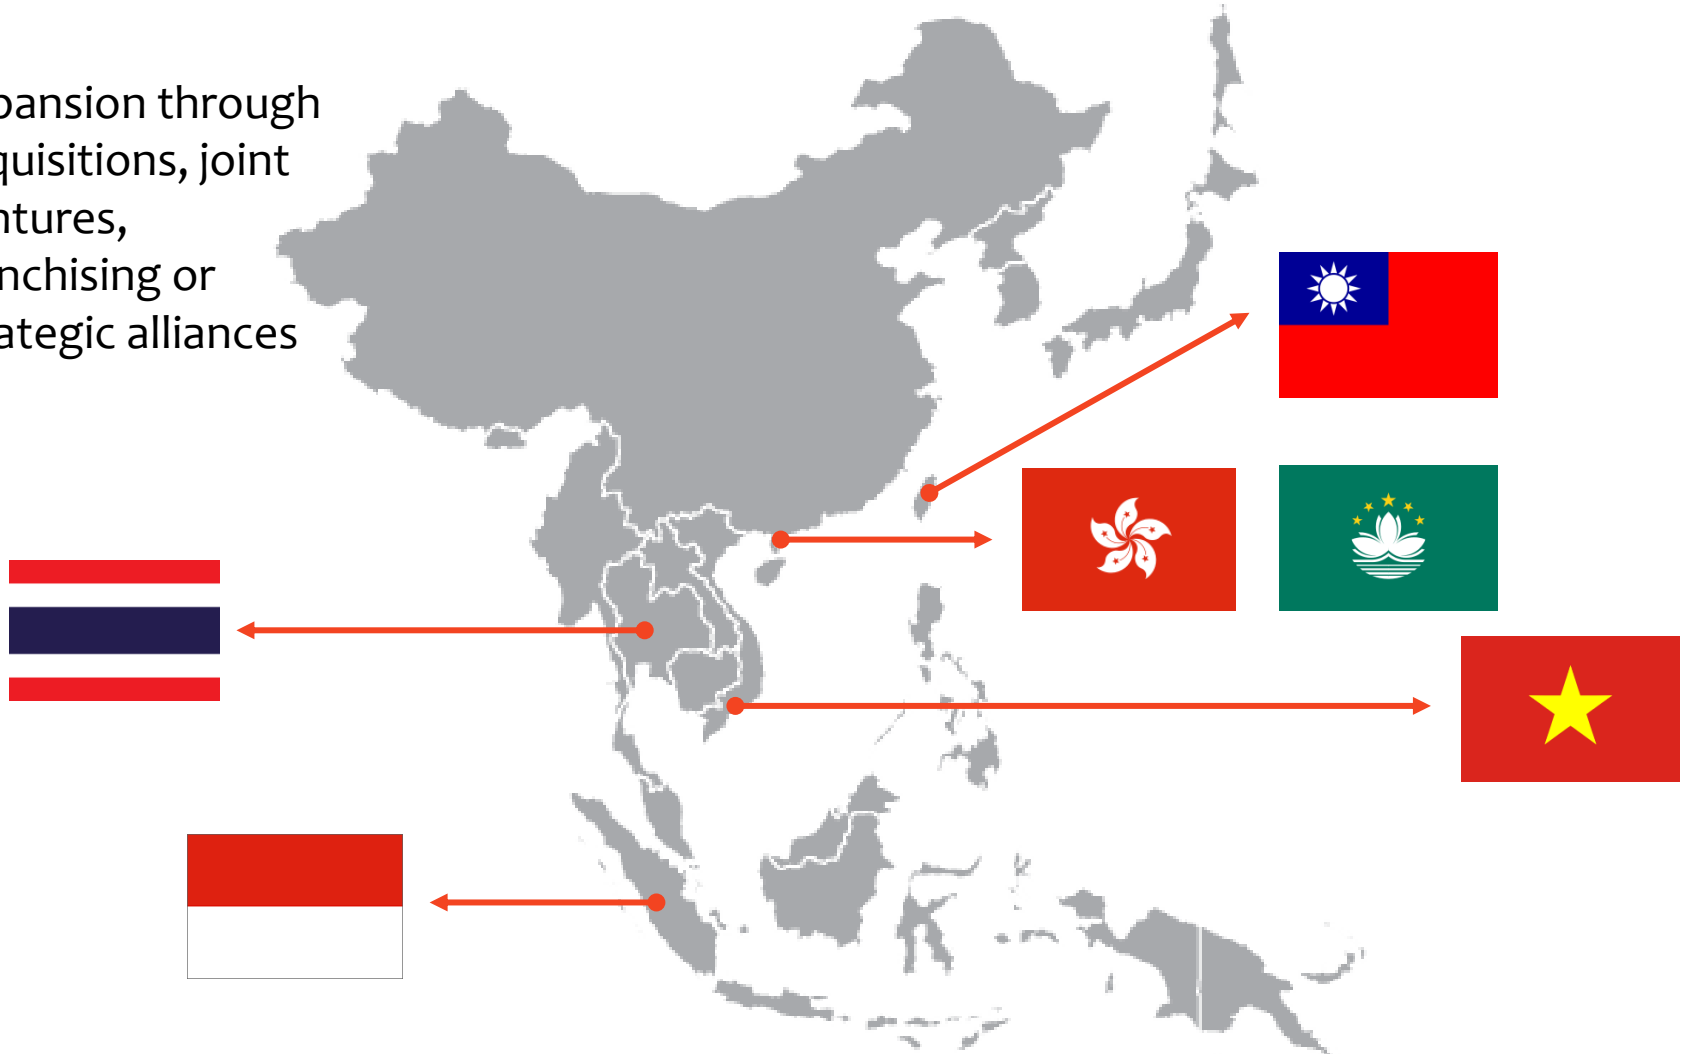 pansion through
quisitions, joint
ntures,
nchising or
ategic alliances